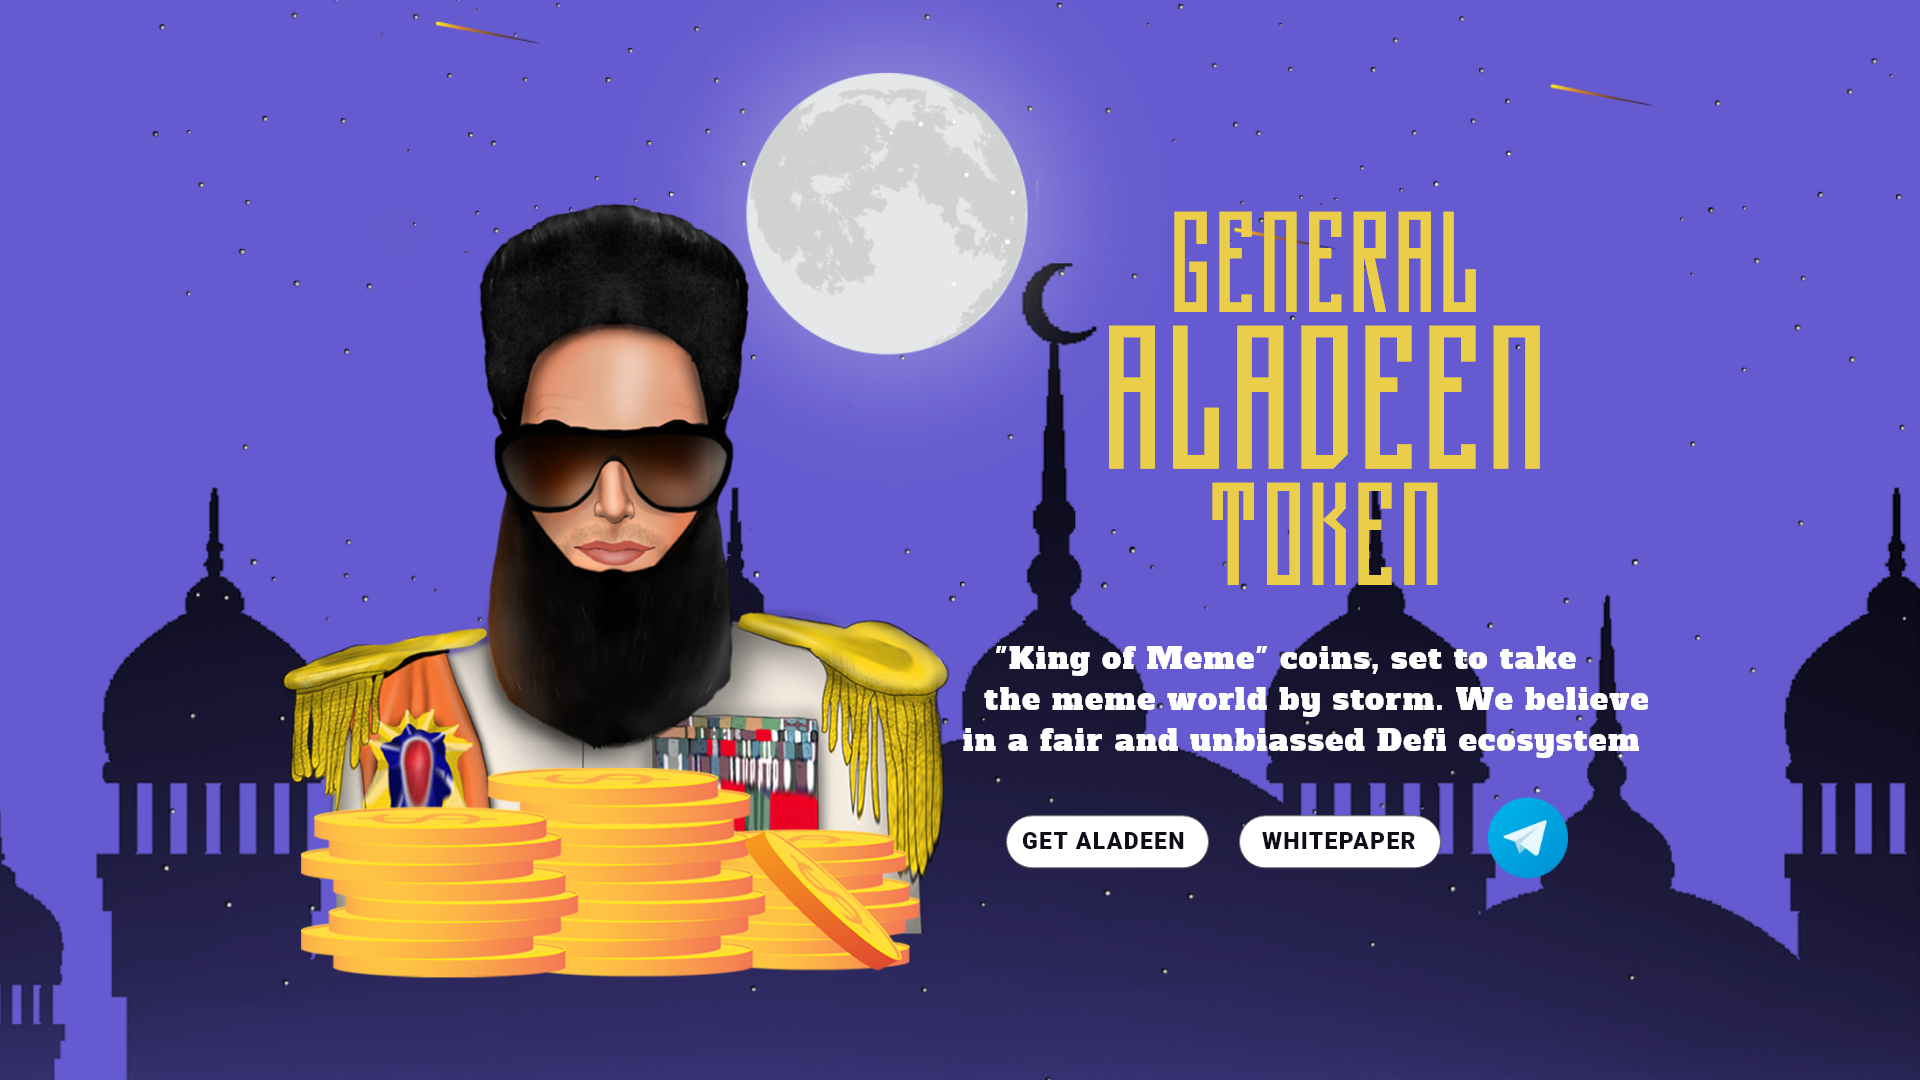 GENERAL
ALADEEN
TOKEN
"King of Meme" coins, set to take
the meme world by storm. We believe
in a fair and unbiassed Defi ecosystem
GET ALADEEN
WHITEPAPER